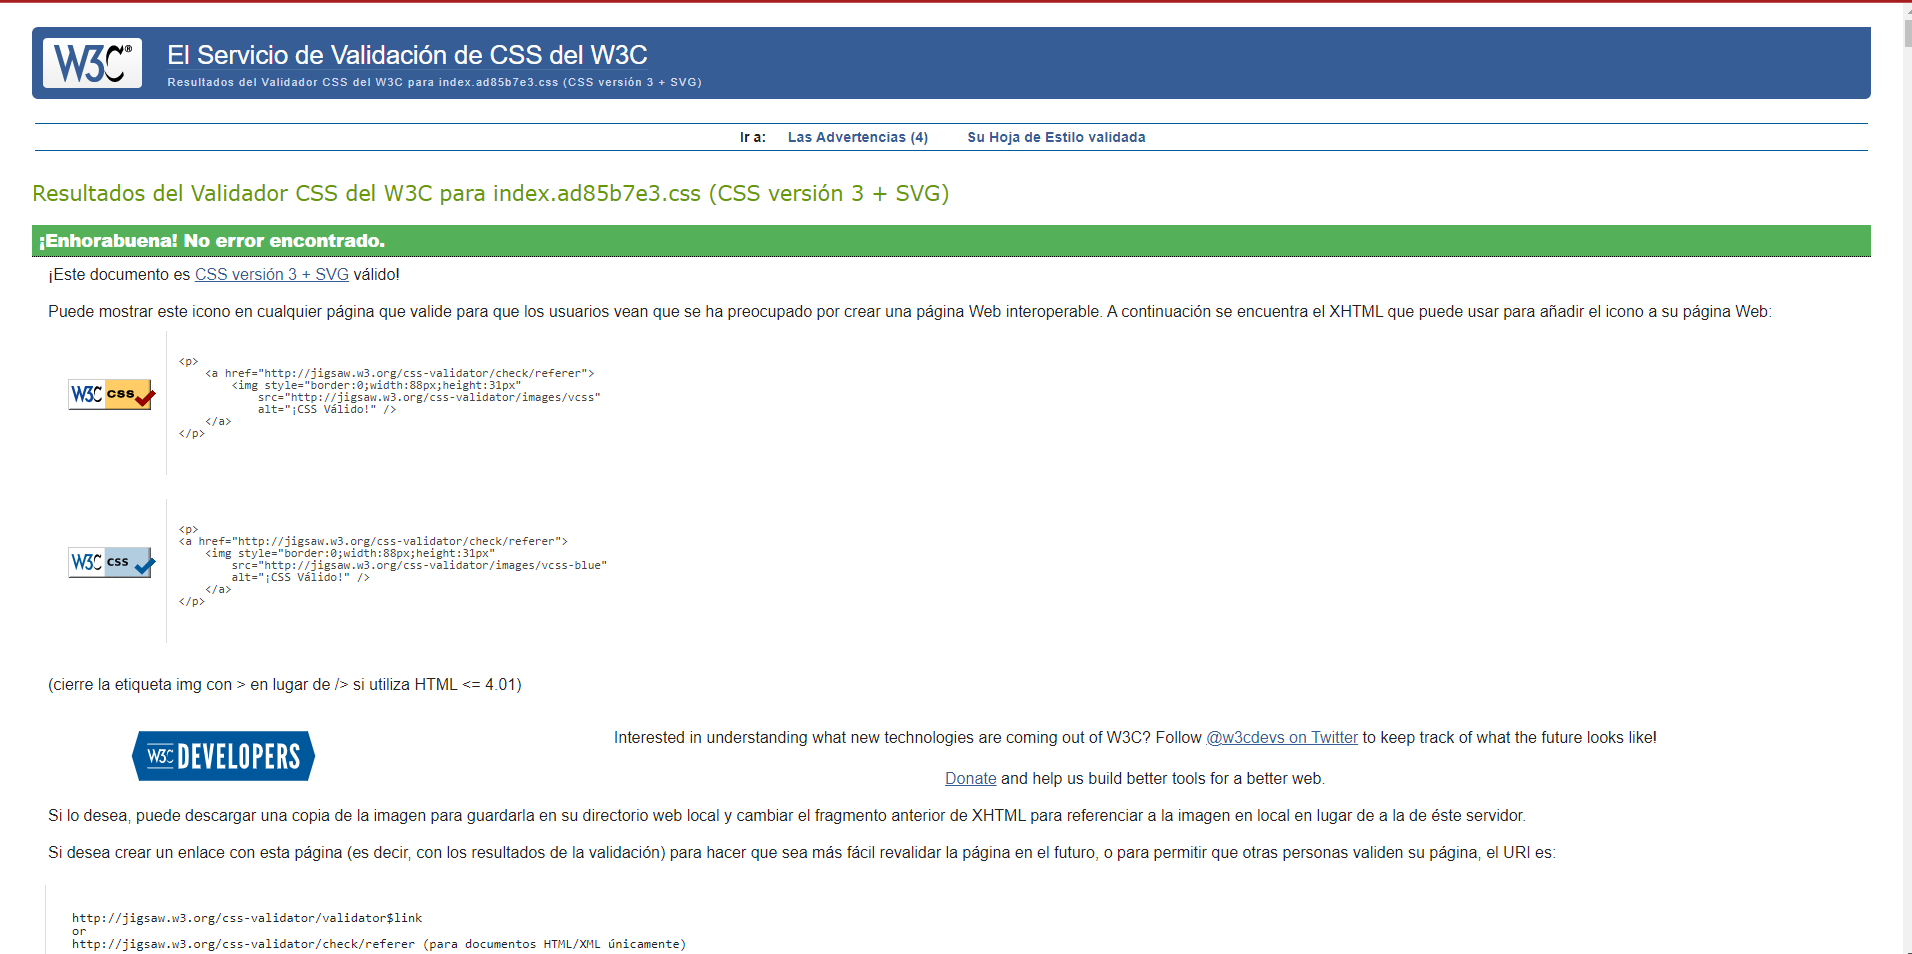 W3C®
El Servicio de Validación de CSS del W3C
Resultados del Validador CSS del W3C para index.ad85b7e3.css (CSS versión 3 + SVG)
Ir a: Las Advertencias (4) Su Hoja de Estilo validada
Resultados del Validador CSS del W3C para index.ad85b7e3.css (CSS versión 3 + SVG)
¡Enhorabuena! No error encontrado.
¡Este documento es CSS versión 3 + SVG válido!
Puede mostrar este icono en cualquier página que valide para que los usuarios vean que se ha preocupado por crear una página Web interoperable. A continuación se encuentra el XHTML que puede usar para añadir el icono a su página Web:
W3C css
<p>
<a href="http://jigsaw.w3.org/css-validator/check/referer">
<img style="border:0;width:88px;height:31px"
src="http://jigsaw.w3.org/css-validator/images/vcss"
alt="¡CSS Válido!" />
</a>
</p>
W3C css
<p>
<a href="http://jigsaw.w3.org/css-validator/check/referer">
<img style="border:0;width:88px;height:31px"
src="http://jigsaw.w3.org/css-validator/images/vcss-blue"
alt="¡CSS Válido!" />
</a>
</p>
(cierre la etiqueta img con > en lugar de /> si utiliza HTML <= 4.01)
W3C DEVELOPERS
Interested in understanding what new technologies are coming out of W3C? Follow @w3cdevs on Twitter to keep track of what the future looks like!
Donate and help us build better tools for a better web.
Si lo desea, puede descargar una copia de la imagen para guardarla en su directorio web local y cambiar el fragmento anterior de XHTML para referenciar a la imagen en local en lugar de a la de éste servidor.
Si desea crear un enlace con esta página (es decir, con los resultados de la validación) para hacer que sea más fácil revalidar la página en el futuro, o para permitir que otras personas validen su página, el URI es:
http://jigsaw.w3.org/css-validator/validator$link
or
http://jigsaw.w3.org/css-validator/check/referer (para documentos HTML/XML únicamente)